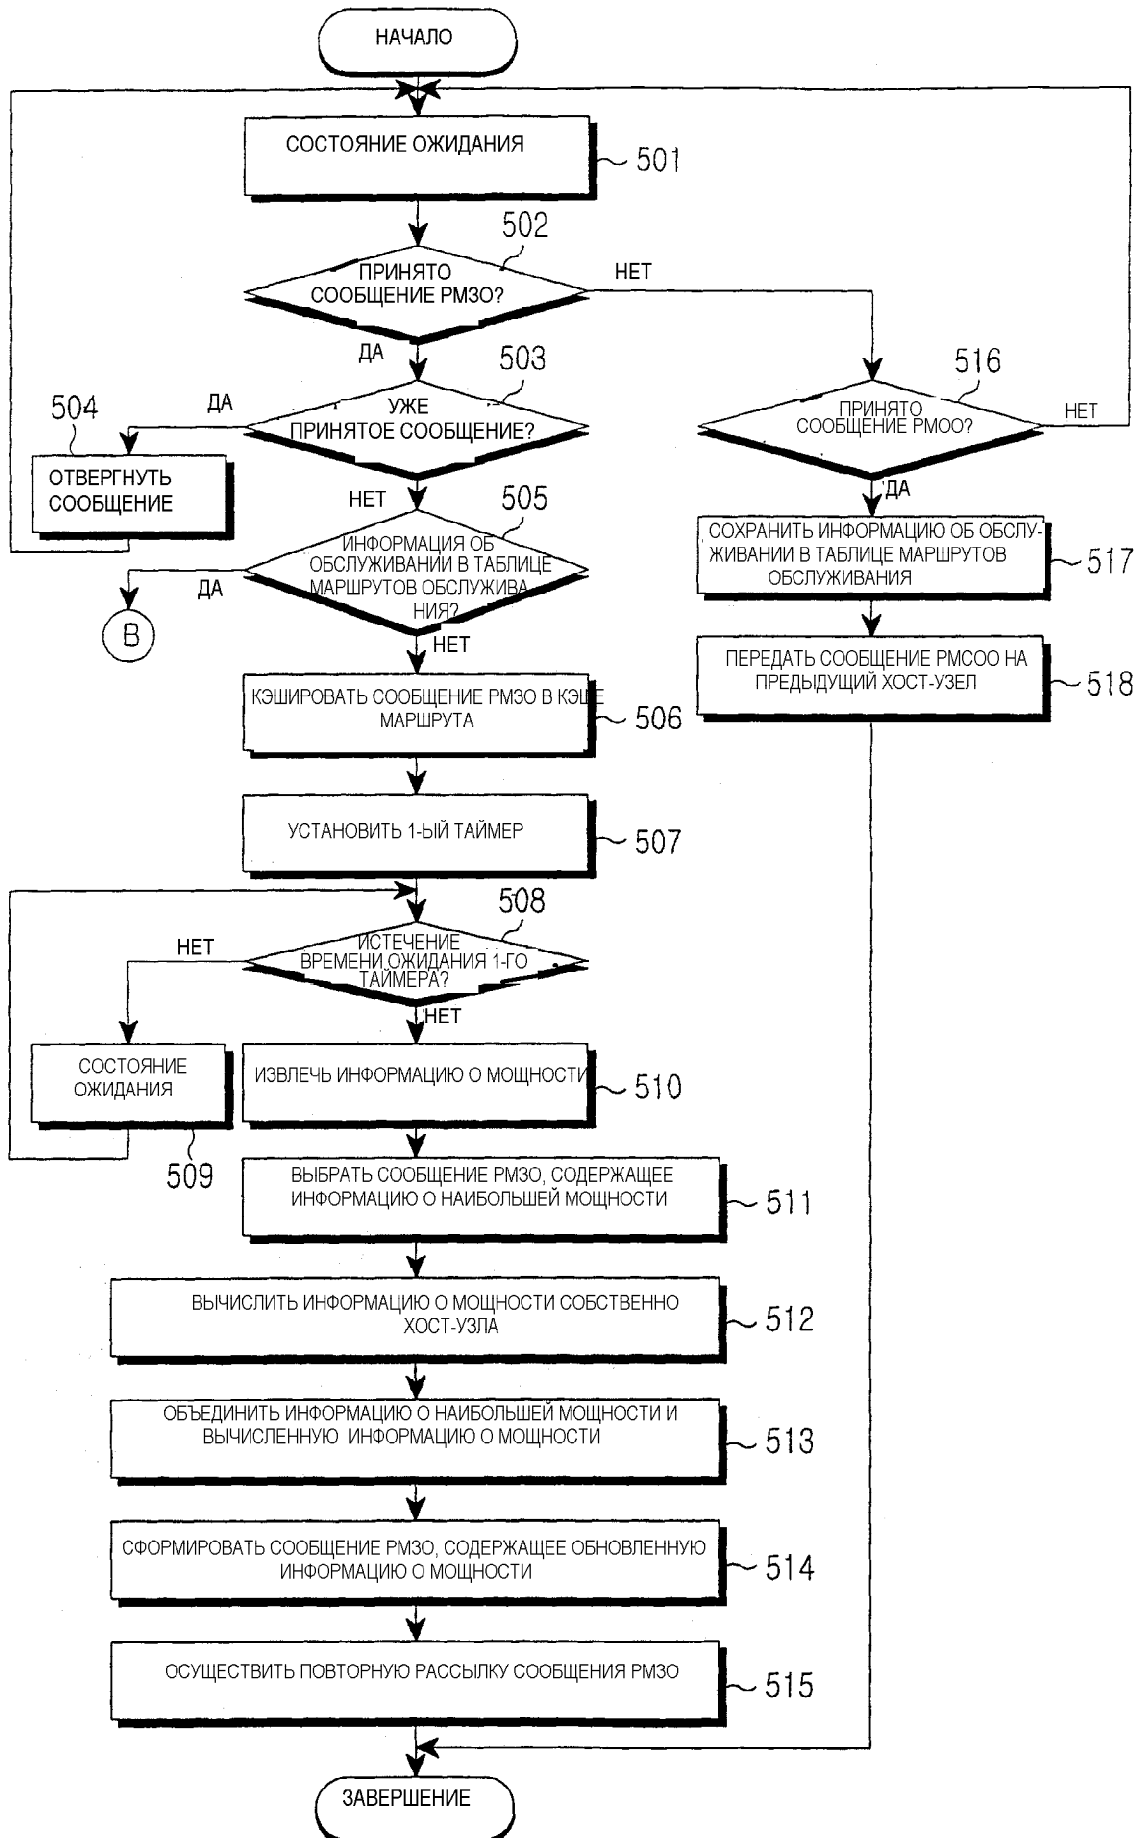 НАЧАЛО
СОСТОЯНИЕ ОЖИДАНИЯ
501
502
ПРИНЯТО
СООБЩЕНИЕ РМЗО?
НЕТ
ДА
503
УЖЕ
ПРИНЯТОЕ СООБЩЕНИЕ?
ДА
504
ОТВЕРГНУТЬ
СООБЩЕНИЕ
516
ПРИНЯТО
СООБЩЕНИЕ РМОО?
НЕТ
ДА
НЕТ
505
ИНФОРМАЦИЯ ОБ
ОБСЛУЖИВАНИИ В ТАБЛИЦЕ
МАРШРУТОВ ОБСЛУЖИВА
НИЯ?
ДА
В
НЕТ
СОХРАНИТЬ ИНФОРМАЦИЮ ОБ ОБСЛУ-
ЖИВАНИИ В ТАБЛИЦЕ МАРШРУТОВ
ОБСЛУЖИВАНИЯ
517
ПЕРЕДАТЬ СООБЩЕНИЕ РМСОО НА
ПРЕДЫДУЩИЙ ХОСТ-УЗЕЛ
518
КЭШИРОВАТЬ СООБЩЕНИЕ РМЗО В КЭШЕ
МАРШРУТА
506
УСТАНОВИТЬ 1-ЫЙ ТАЙМЕР
507
508
ИСТЕЧЕНИЕ
ВРЕМЕНИ ОЖИДАНИЯ 1-ГО
ТАЙМЕРА?
НЕТ
НЕТ
СОСТОЯНИЕ
ОЖИДАНИЯ
509
ИЗВЛЕЧЬ ИНФОРМАЦИЮ О МОЩНОСТИ
510
ВЫБРАТЬ СООБЩЕНИЕ РМЗО, СОДЕРЖАЩЕЕ
ИНФОРМАЦИЮ О НАИБОЛЬШЕЙ МОЩНОСТИ
511
ВЫЧИСЛИТЬ ИНФОРМАЦИЮ О МОЩНОСТИ СОБСТВЕННО
ХОСТ-УЗЛА
512
ОБЪЕДИНИТЬ ИНФОРМАЦИЮ О НАИБОЛЬШЕЙ МОЩНОСТИ И
ВЫЧИСЛЕННУЮ ИНФОРМАЦИЮ О МОЩНОСТИ
513
СФОРМИРОВАТЬ СООБЩЕНИЕ РМЗО, СОДЕРЖАЩЕЕ ОБНОВЛЕННУЮ
ИНФОРМАЦИЮ О МОЩНОСТИ
514
ОСУЩЕСТВИТЬ ПОВТОРНУЮ РАССЫЛКУ СООБЩЕНИЯ РМЗО
515
ЗАВЕРШЕНИЕ